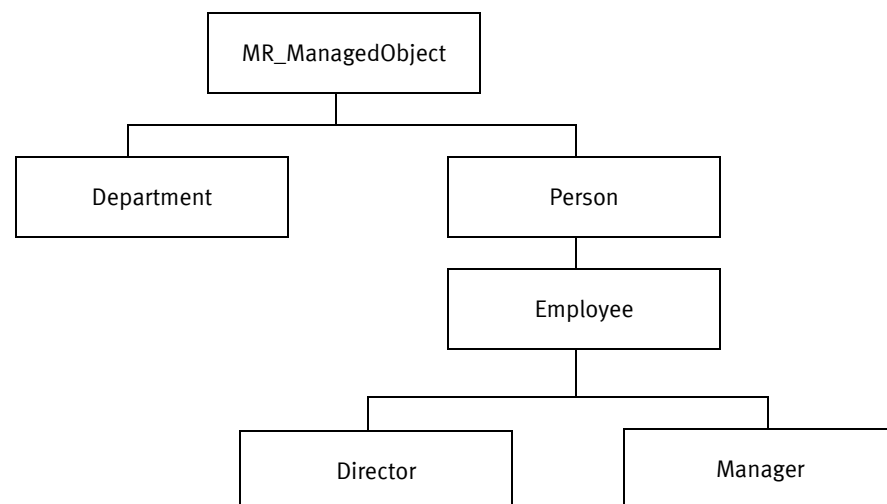 MR_ManagedObject
Department
Person
Employee
Director
Manager